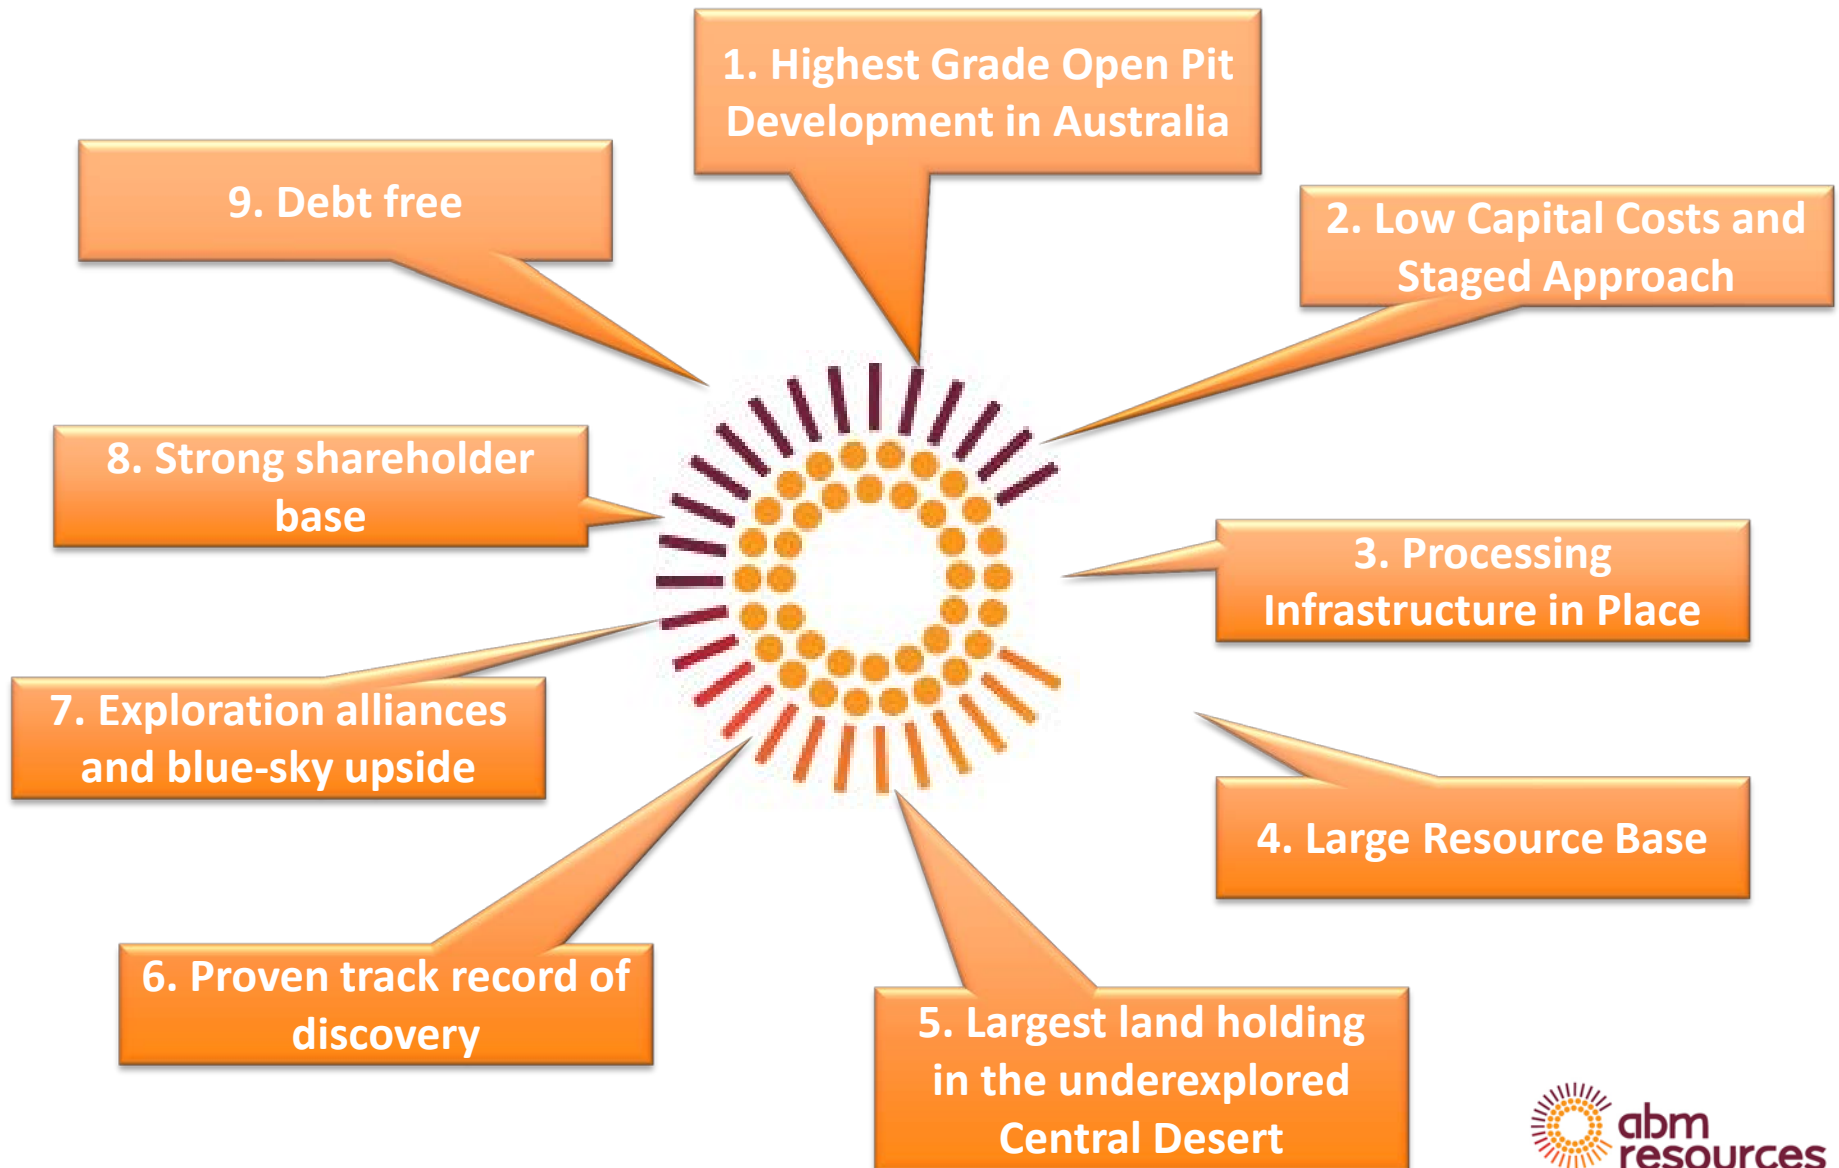 1. Highest Grade Open Pit
Development in Australia
2. Low Capital Costs and
Staged Approach
3. Processing
Infrastructure in Place
4. Large Resource Base
5. Largest land holding
in the underexplored
Central Desert
6. Proven track record of
discovery
7. Exploration alliances
and blue-sky upside
8. Strong shareholder
base
9. Debt free
abm
resources